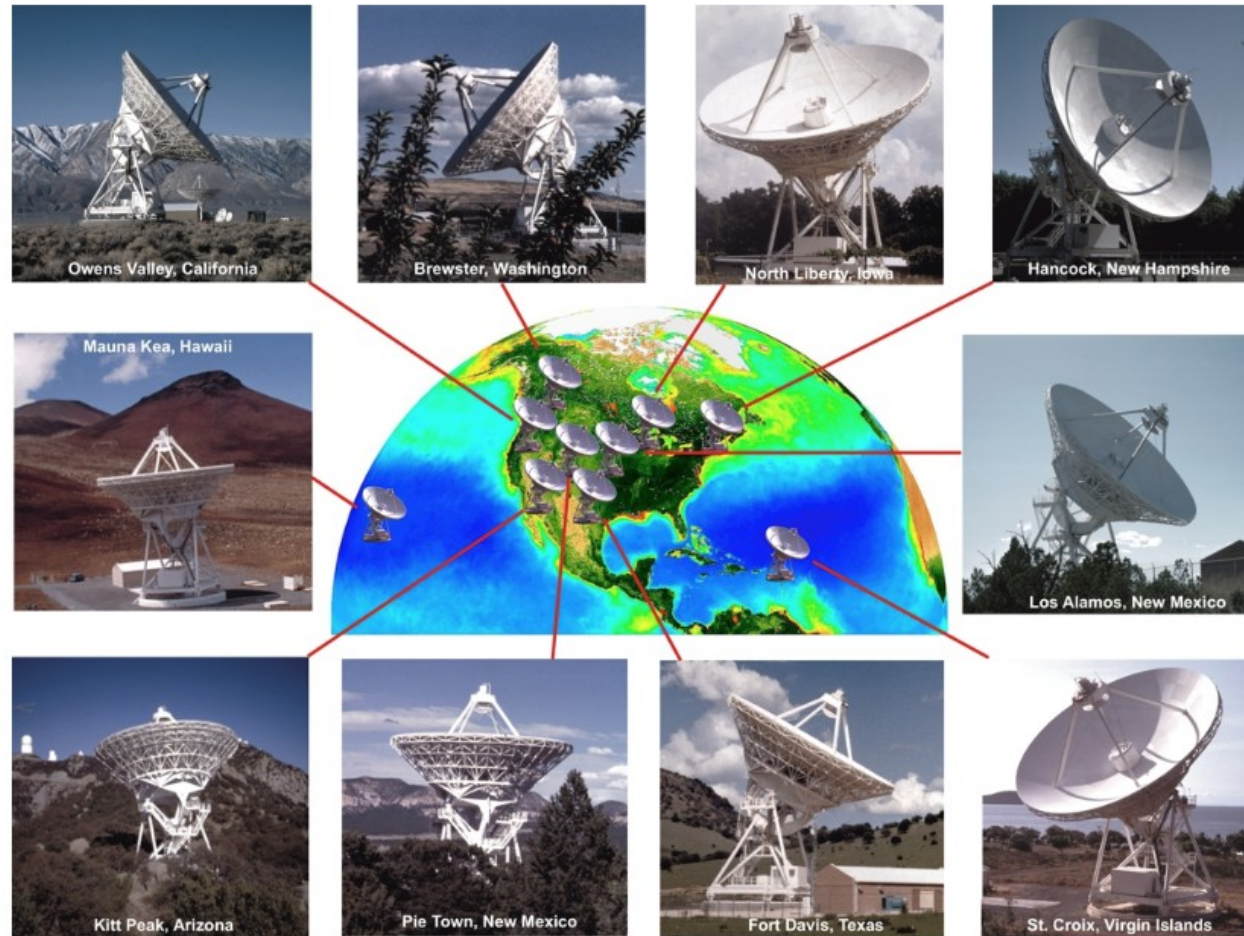 Owens Valley, California
Brewster, Washington
North Liberty, Iowa
Hancock, New Hampshire
Mauna Kea, Hawaii
Los Alamos, New Mexico
Kitt Peak, Arizona
Pie Town, New Mexico
Fort Davis, Texas
St. Croix, Virgin Islands